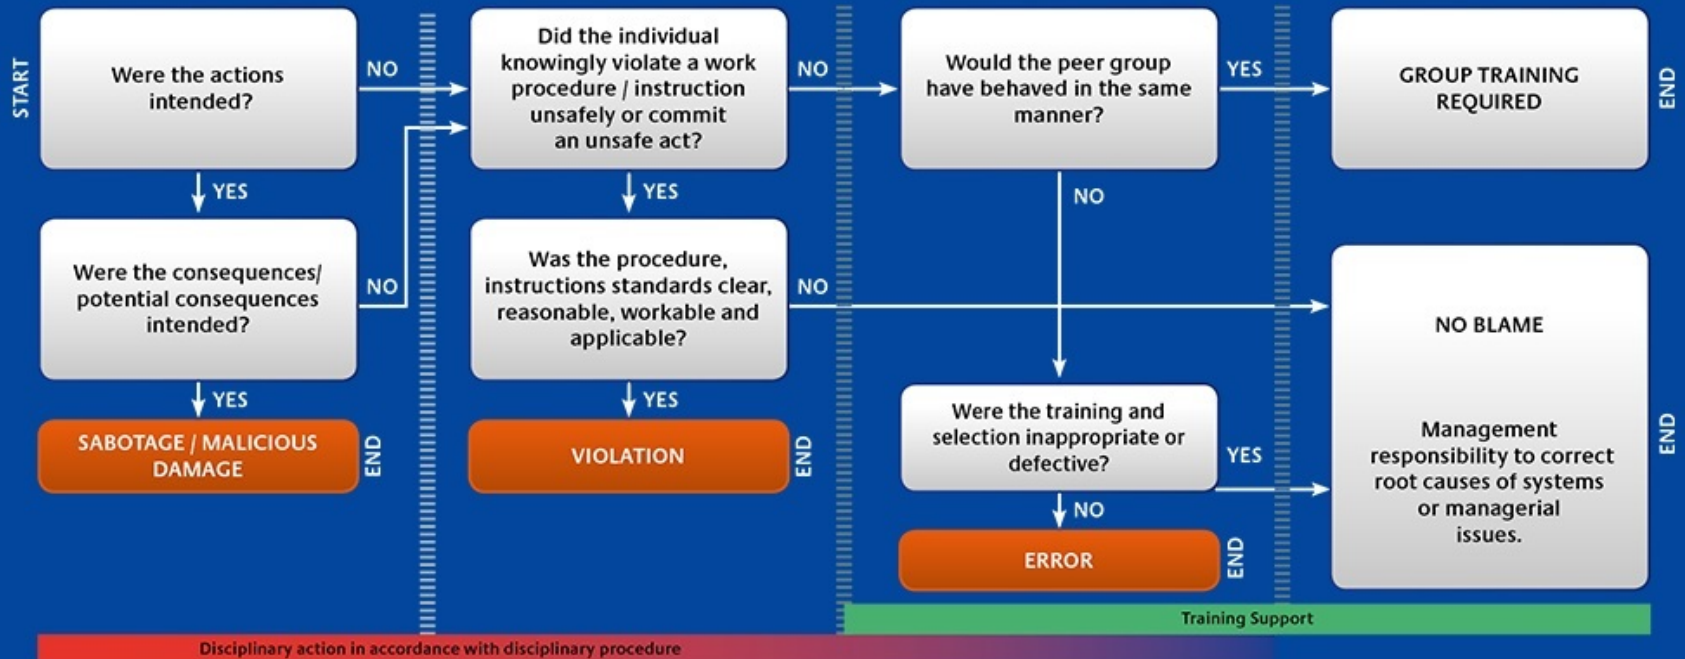 START
Were the actions
intended?
NO
YES
Were the consequences/
potential consequences
intended?
NO
YES
SABOTAGE / MALICIOUS
DAMAGE
END
Did the individual
knowingly violate a work
procedure / instruction
unsafely or commit
an unsafe act?
NO
YES
Was the procedure,
instructions standards clear,
reasonable, workable and
applicable?
NO
YES
VIOLATION
END
Would the peer group
have behaved in the same
manner?
YES
NO
Were the training and
selection inappropriate or
defective?
YES
NO
ERROR
END
GROUP TRAINING
REQUIRED
END
NO BLAME
Management
responsibility to correct
root causes of systems
or managerial
issues.
END
Training Support
Disciplinary action in accordance with disciplinary procedure